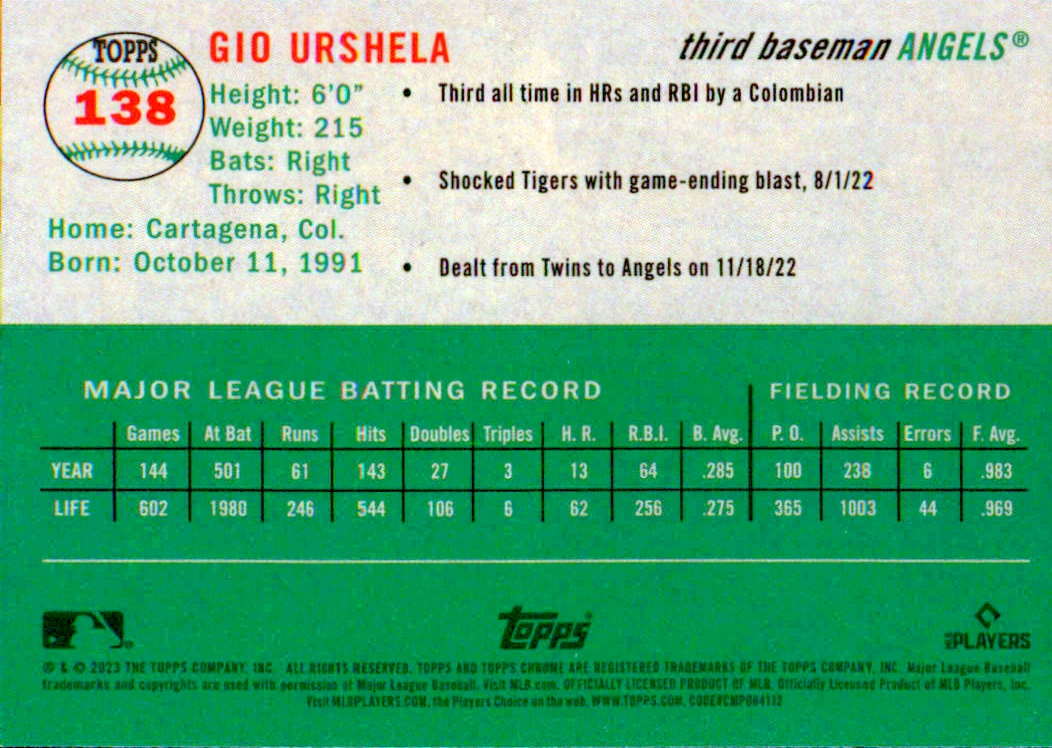 TOPPS
138
GIO URSHELA
third baseman ANGELS®
Height: 6'0"
Weight: 215
Bats: Right
Throws: Right
Home: Cartagena, Col.
Born: October 11, 1991
• Third all time in HRs and RBI by a Colombian
• Shocked Tigers with game-ending blast, 8/1/22
• Dealt from Twins to Angels on 11/18/22
MAJOR LEAGUE BATTING RECORD FIELDING RECORD
Games At Bat Runs Hits Doubles Triples H. R. R.B.I. B. Avg. P. O. Assists Errors F. Avg.
YEAR 144 501 61 143 27 3 13 64 .285 100 238 6 .983
LIFE 602 1980 246 544 106 6 62 256 .275 365 1003 44 .969
topps®
PLAYERS
® & © 2023 THE TOPPS COMPANY, INC. ALL RIGHTS RESERVED. TOPPS AND TOPPS CHROME ARE REGISTERED TRADEMARKS OF THE TOPPS COMPANY, INC. Major League Baseball
trademarks and copyrights are used with permission of Major League Baseball. Visit MLB.com. OFFICIALLY LICENSED PRODUCT OF MLB. Officially Licensed Product of MLB Players, Inc.
Visit MLBPLAYERS.COM, the Players Choice on the web. WWW.TOPPS.COM. CODE#CMP084112